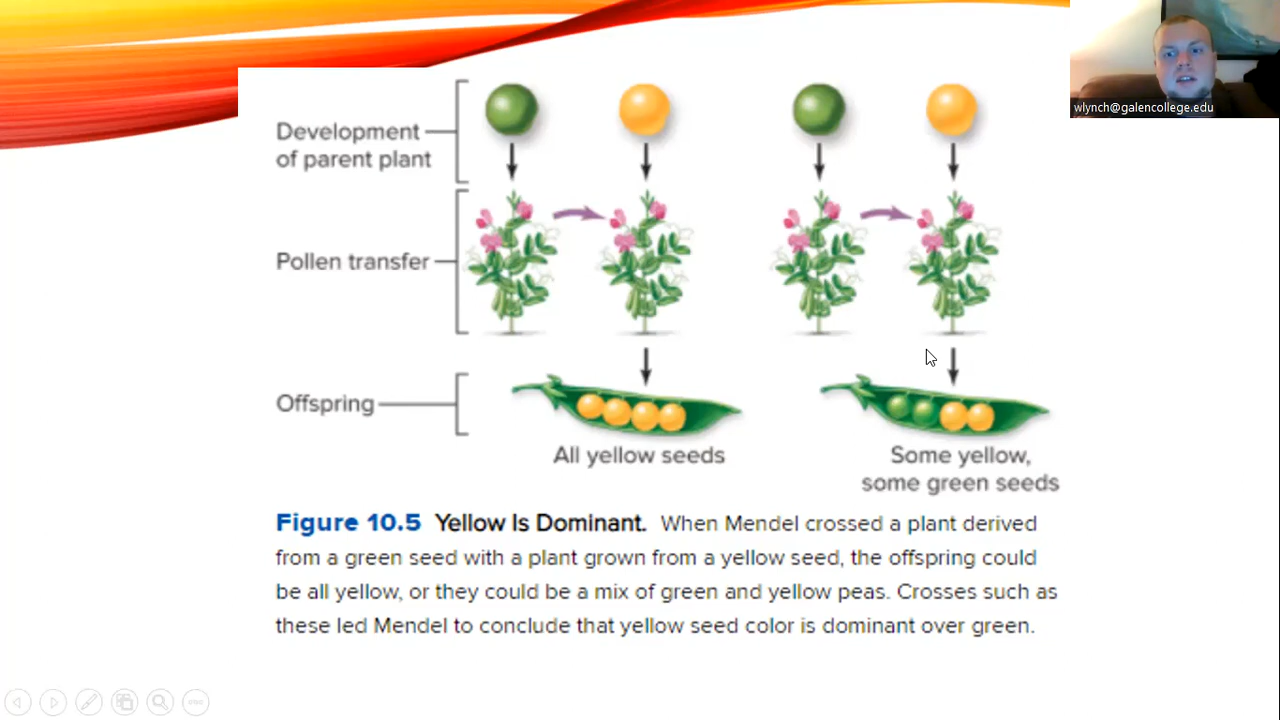 wlynch@galencollege.edu
Development
of parent plant
Pollen transfer
Offspring
All yellow seeds
Some yellow,
some green seeds
Figure 10.5 Yellow Is Dominant. When Mendel crossed a plant derived
from a green seed with a plant grown from a yellow seed, the offspring could
be all yellow, or they could be a mix of green and yellow peas. Crosses such as
these led Mendel to conclude that yellow seed color is dominant over green.